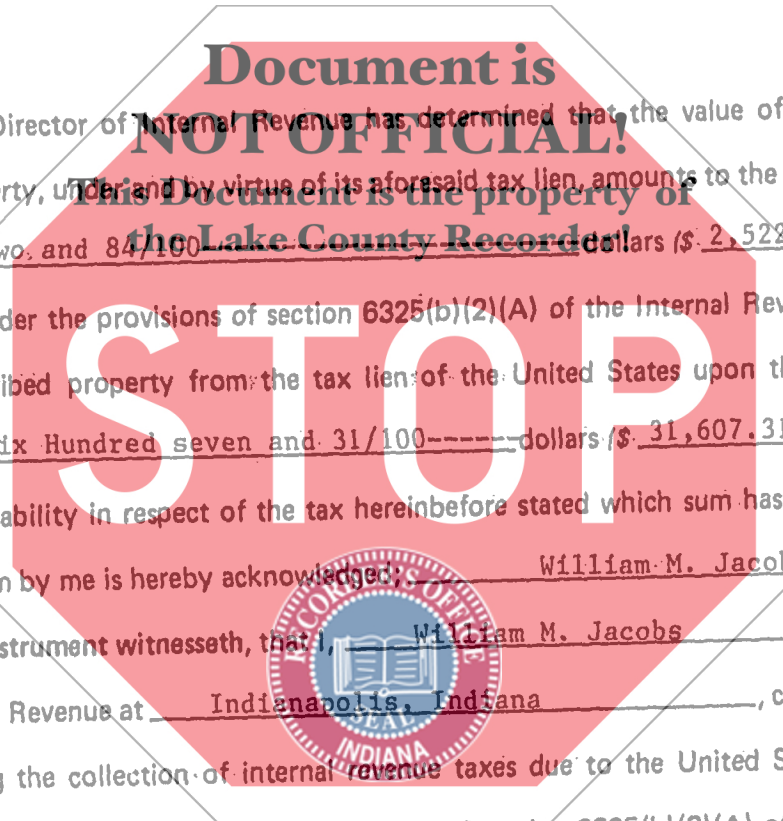 Document is
Director of Internal Revenue has determined that the value of
NOT OFFICIAL!
rty, under and by virtue of its aforesaid tax lien, amounts to the
This Document is the property of
the Lake County Recorder!
wo. and 84/100------------------------dollars ($ 2,522
der the provisions of section 6325(b)(2)(A) of the Internal Rev
ibed property from the tax lien of the United States upon th
STOP
ix Hundred seven and 31/100------dollars ($ 31,607.31
ability in respect of the tax hereinbefore stated which sum has
n by me is hereby acknowledged; William M. Jacob
strument witnesseth, that I, William M. Jacobs
RECORDER'S OFFICE
Revenue at Indianapolis, Indiana, c
SEAL
INDIANA
g the collection of internal revenue taxes due to the United S